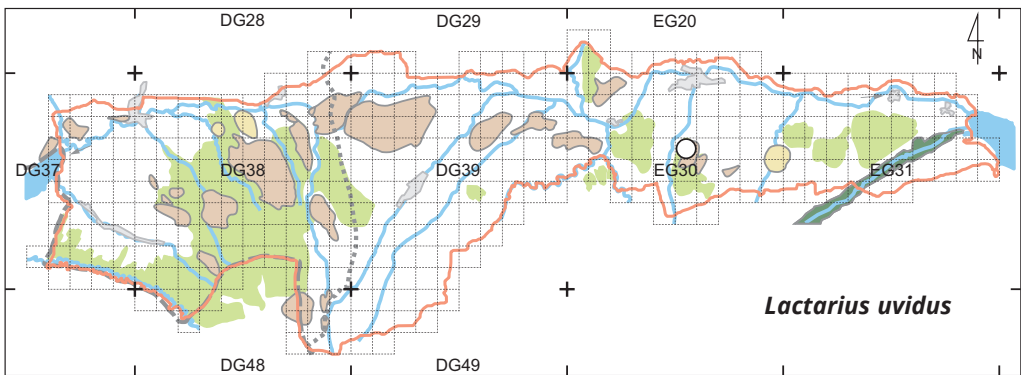 DG28 DG29 EG20
N
DG37 DG38 DG39 EG30 EG31
Lactarius uvidus
DG48 DG49